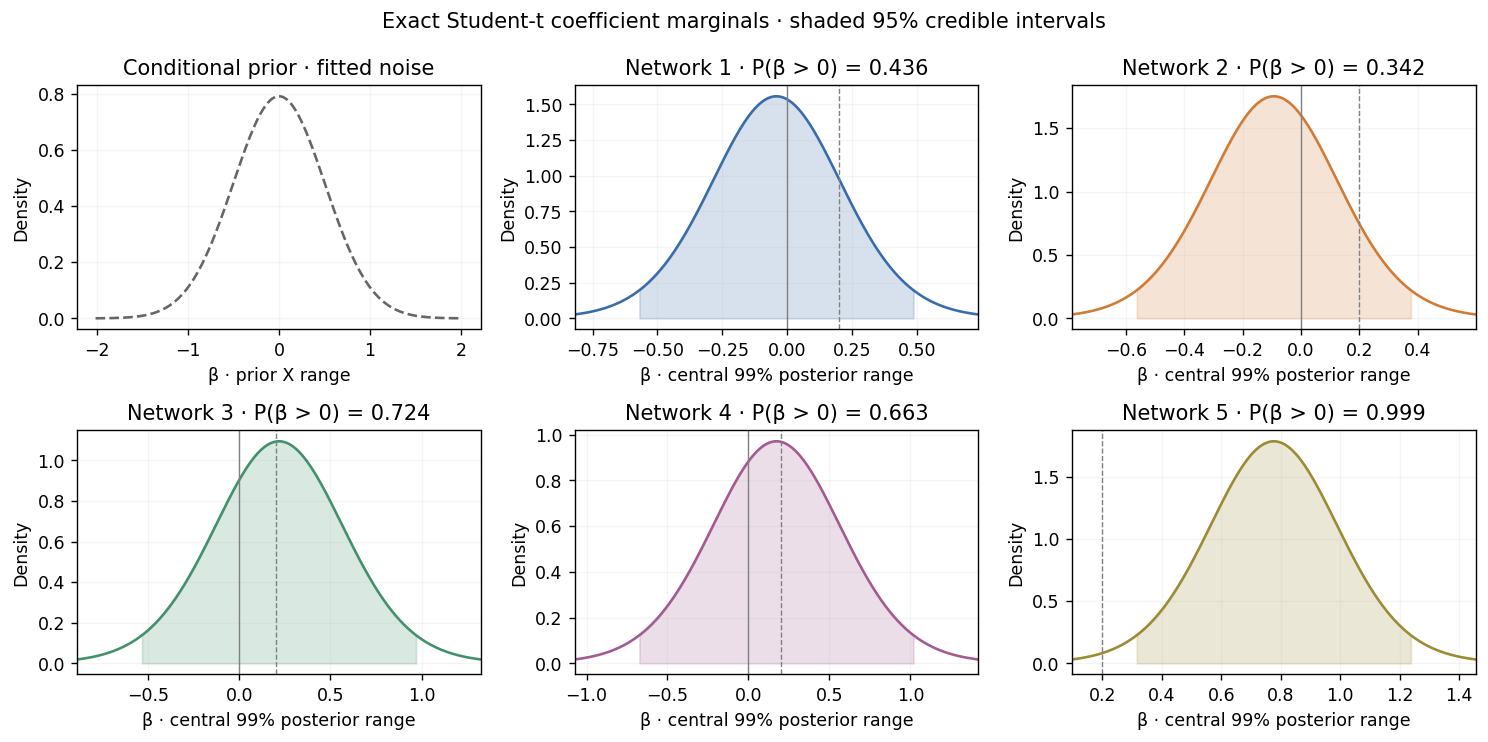 Exact Student-t coefficient marginals · shaded 95% credible intervals
Conditional prior · fitted noise
Density
0.8
0.6
0.4
0.2
0.0
−2 −1 0 1 2
β · prior X range
Network 1 · P(β > 0) = 0.436
Density
1.50
1.25
1.00
0.75
0.50
0.25
0.00
−0.75 −0.50 −0.25 0.00 0.25 0.50
β · central 99% posterior range
Network 2 · P(β > 0) = 0.342
Density
1.5
1.0
0.5
0.0
−0.6 −0.4 −0.2 0.0 0.2 0.4
β · central 99% posterior range
Network 3 · P(β > 0) = 0.724
Density
1.0
0.8
0.6
0.4
0.2
0.0
−0.5 0.0 0.5 1.0
β · central 99% posterior range
Network 4 · P(β > 0) = 0.663
Density
1.0
0.8
0.6
0.4
0.2
0.0
−1.0 −0.5 0.0 0.5 1.0
β · central 99% posterior range
Network 5 · P(β > 0) = 0.999
Density
1.5
1.0
0.5
0.0
0.2 0.4 0.6 0.8 1.0 1.2 1.4
β · central 99% posterior range